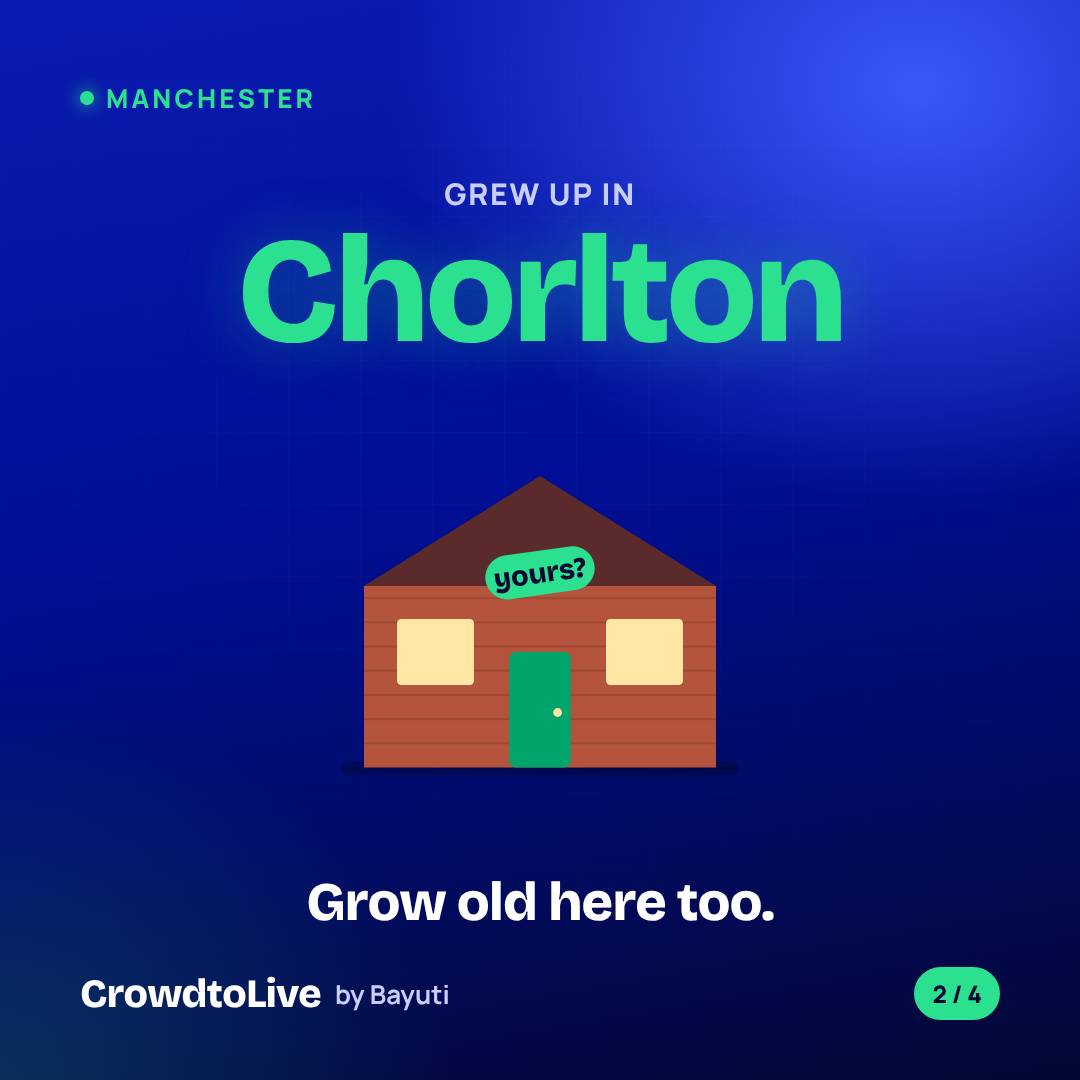 MANCHESTER
GREW UP IN
Chorlton
yours?
Grow old here too.
CrowdtoLive by Bayuti
2 / 4